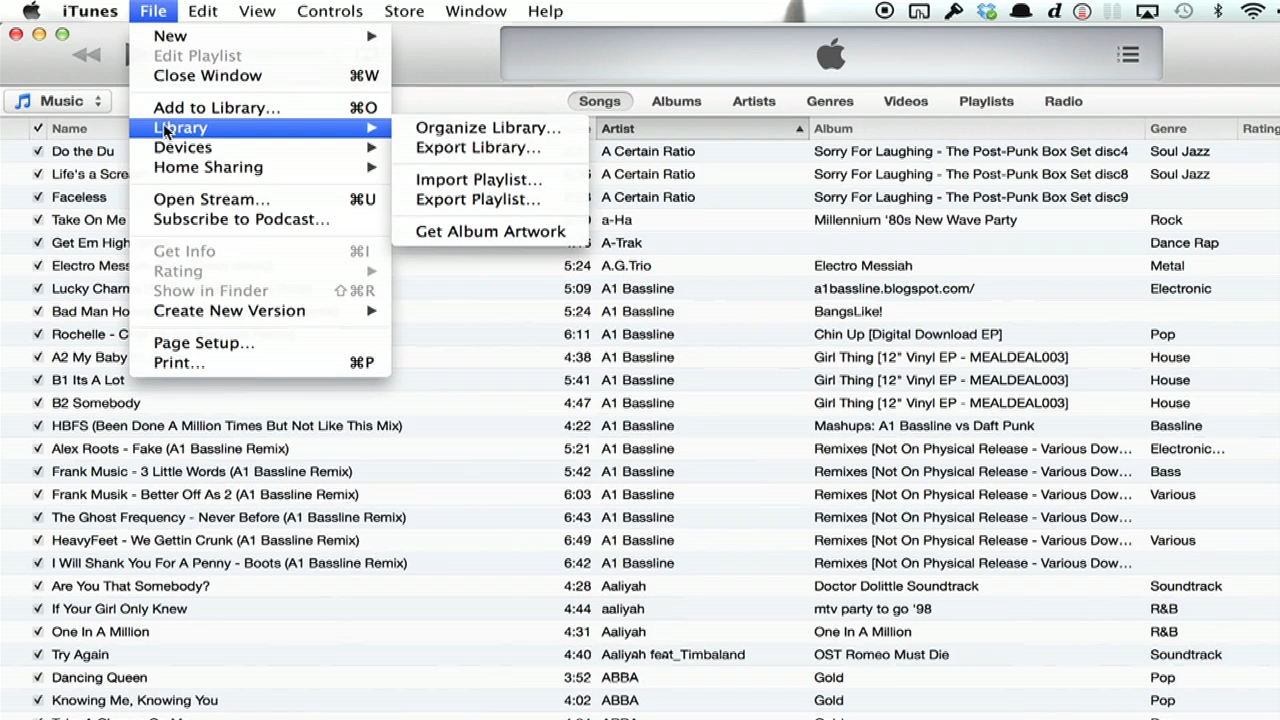 iTunes File Edit View Controls Store Window Help
New
Edit Playlist
Close Window ⌘W
Add to Library... ⌘O
Library
Devices
Home Sharing
Open Stream... ⌘U
Subscribe to Podcast...
Get Info ⌘I
Rating
Show in Finder ⇧⌘R
Create New Version
Page Setup...
Print... ⌘P
Organize Library...
Export Library...
Import Playlist...
Export Playlist...
Get Album Artwork
Music Songs Albums Artists Genres Videos Playlists Radio
Name Artist Album Genre Rating
Do the Du A Certain Ratio Sorry For Laughing - The Post-Punk Box Set disc4 Soul Jazz
Life's a Screa A Certain Ratio Sorry For Laughing - The Post-Punk Box Set disc8 Soul Jazz
Faceless A Certain Ratio Sorry For Laughing - The Post-Punk Box Set disc9
Take On Me a-Ha Millennium '80s New Wave Party Rock
Get Em High A-Trak Dance Rap
Electro Mess 5:24 A.G.Trio Electro Messiah Metal
Lucky Charm 5:09 A1 Bassline a1bassline.blogspot.com/ Electronic
Bad Man Ho 5:24 A1 Bassline BangsLike!
Rochelle - C 6:11 A1 Bassline Chin Up [Digital Download EP] Pop
A2 My Baby 4:38 A1 Bassline Girl Thing [12" Vinyl EP - MEALDEAL003] House
B1 Its A Lot 5:41 A1 Bassline Girl Thing [12" Vinyl EP - MEALDEAL003] House
B2 Somebody 4:47 A1 Bassline Girl Thing [12" Vinyl EP - MEALDEAL003] House
HBFS (Been Done A Million Times But Not Like This Mix) 4:22 A1 Bassline Mashups: A1 Bassline vs Daft Punk Bassline
Alex Roots - Fake (A1 Bassline Remix) 5:21 A1 Bassline Remixes [Not On Physical Release - Various Dow... Electronic...
Frank Music - 3 Little Words (A1 Bassline Remix) 5:42 A1 Bassline Remixes [Not On Physical Release - Various Dow... Bass
Frank Musik - Better Off As 2 (A1 Bassline Remix) 6:03 A1 Bassline Remixes [Not On Physical Release - Various Dow... Various
The Ghost Frequency - Never Before (A1 Bassline Remix) 6:43 A1 Bassline Remixes [Not On Physical Release - Various Dow...
HeavyFeet - We Gettin Crunk (A1 Bassline Remix) 6:49 A1 Bassline Remixes [Not On Physical Release - Various Dow... Various
I Will Shank You For A Penny - Boots (A1 Bassline Remix) 6:42 A1 Bassline Remixes [Not On Physical Release - Various Dow...
Are You That Somebody? 4:28 Aaliyah Doctor Dolittle Soundtrack Soundtrack
If Your Girl Only Knew 4:44 aaliyah mtv party to go '98 R&B
One In A Million 4:31 Aaliyah One In A Million R&B
Try Again 4:40 Aaliyah feat_Timbaland OST Romeo Must Die Soundtrack
Dancing Queen 3:52 ABBA Gold Pop
Knowing Me, Knowing You 4:02 ABBA Gold Pop